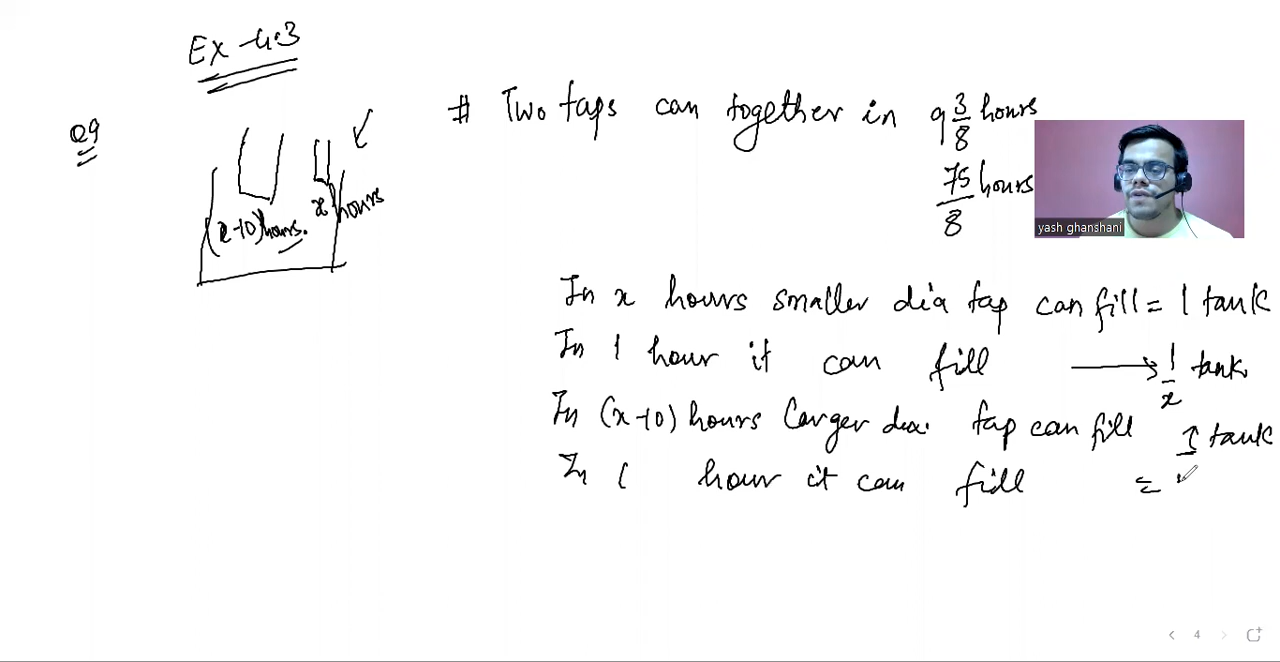 Ex-4.3
Q9
(x-10) hours.
x hours
# Two taps can together in 9 3/8 hours
75/8 hours
yash ghanshani
In x hours smaller dia tap can fill = 1 tank
In 1 hour it can fill → 1/x tank
In (x-10) hours larger dia. tap can fill 1 tank
In 1 hour it can fill =
4